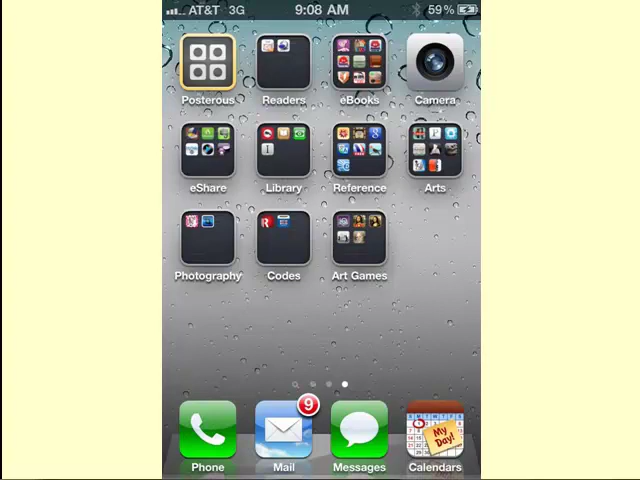 AT&T 3G 9:08 AM 59%
Posterous Readers eBooks Camera
eShare Library Reference Arts
Photography Codes Art Games
9
My
Day!
Phone Mail Messages Calendars